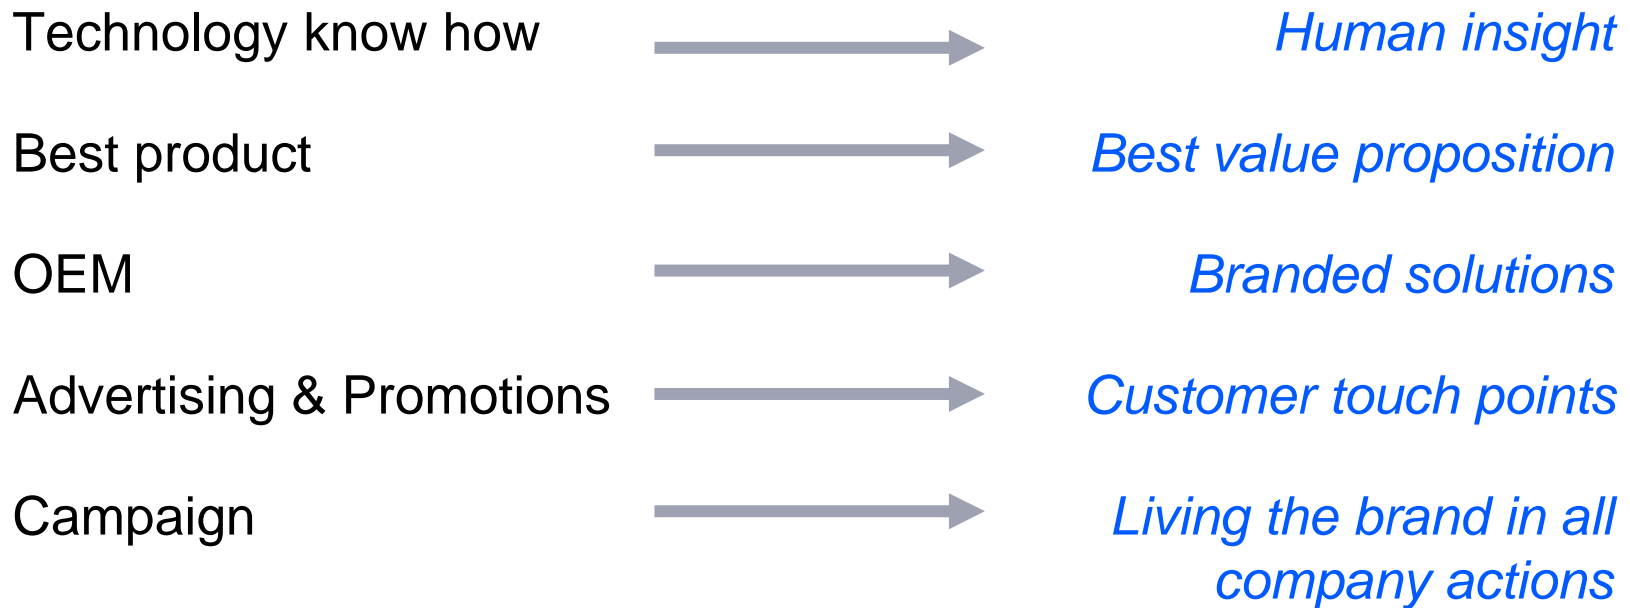 Technology know how
Human insight
Best product
Best value proposition
OEM
Branded solutions
Advertising & Promotions
Customer touch points
Campaign
Living the brand in all
company actions